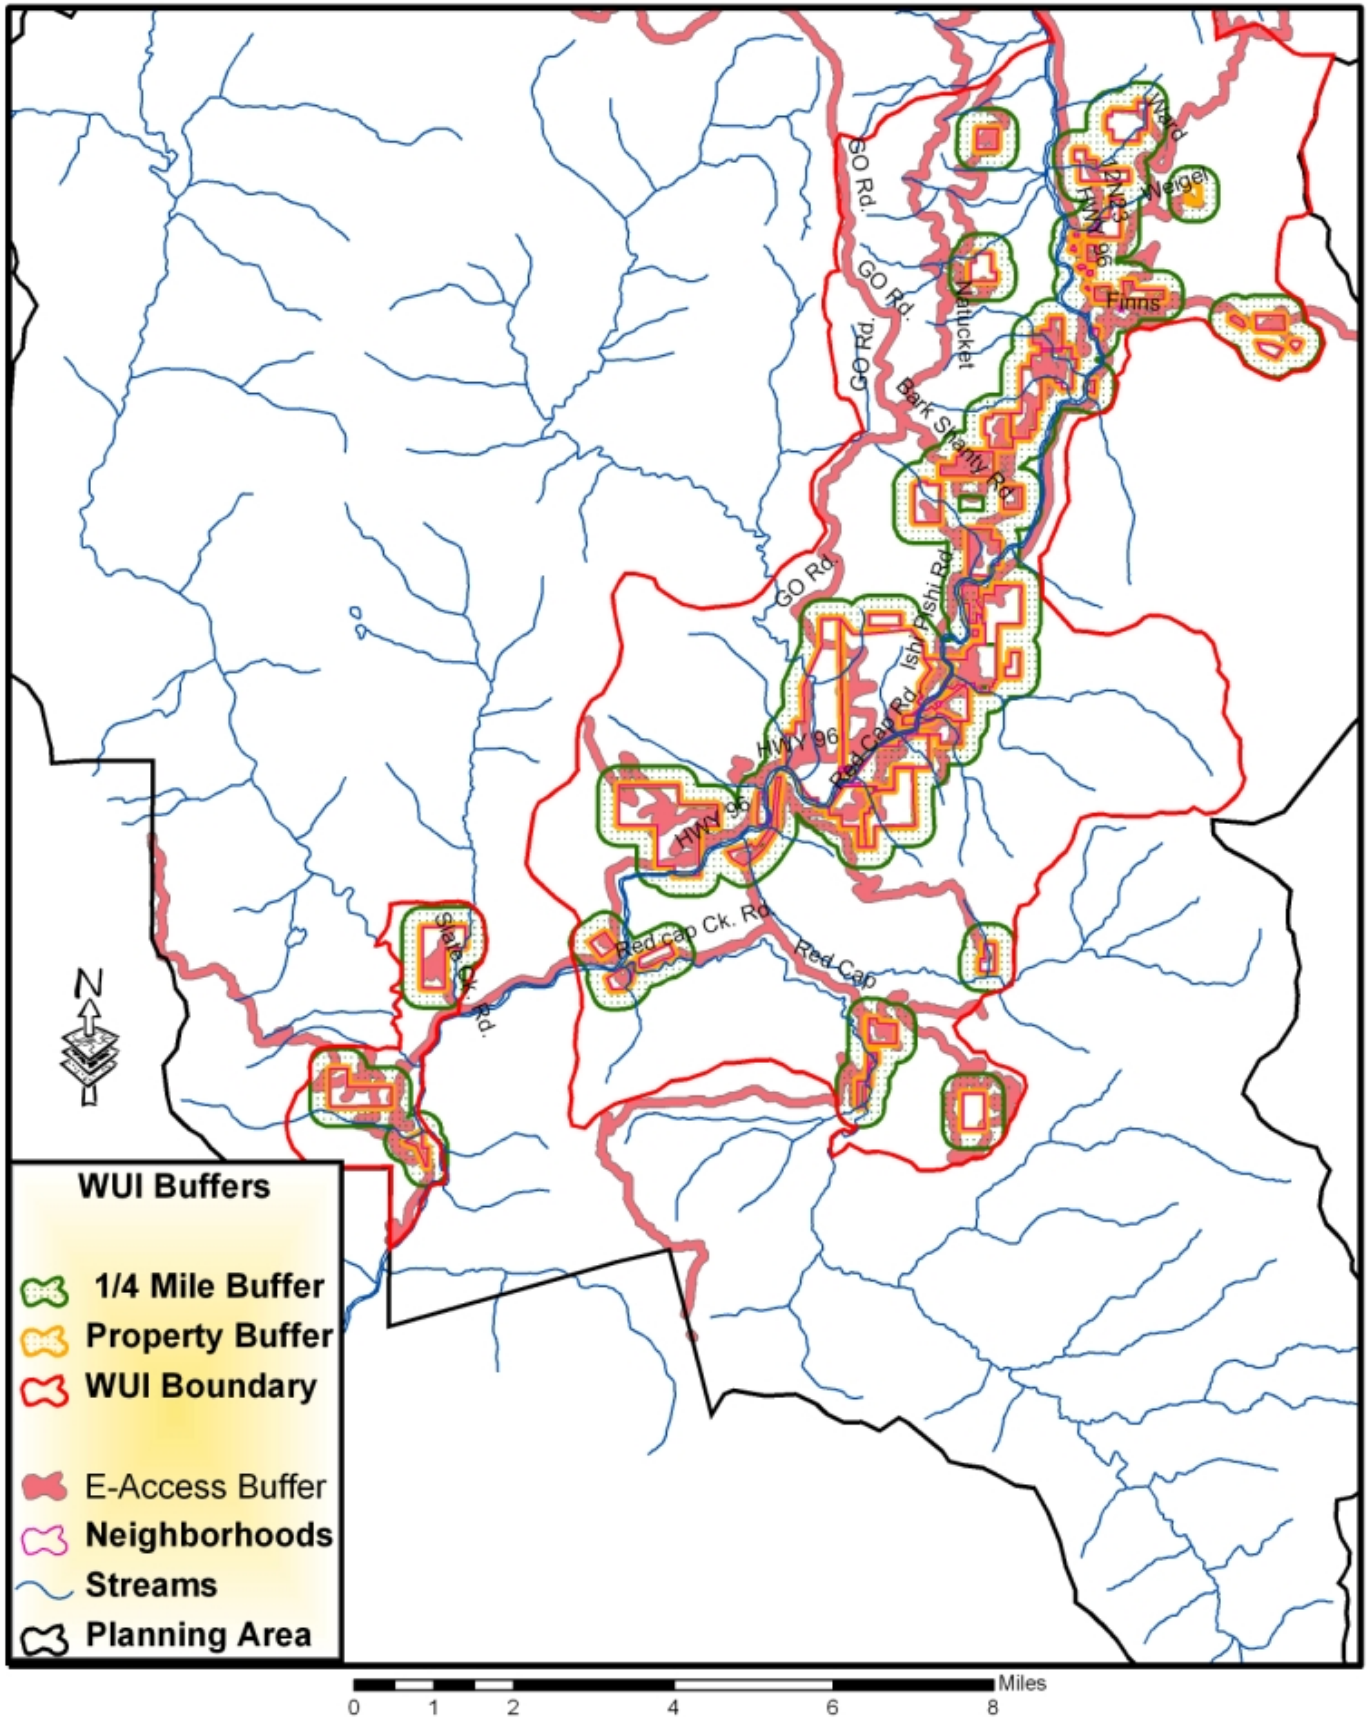 Ward
GO Rd.
12N23
Weigel
HWY 96
GO Rd.
Natucket
Finns
GO Rd.
Bark Shanty Rd.
GO Rd.
Ishi Pishi Rd.
HWY 96
Red Cap Rd.
HWY 96
Red cap Ck. Rd.
Slate Ck. Rd.
Red Cap
N
WUI Buffers
1/4 Mile Buffer
Property Buffer
WUI Boundary
E-Access Buffer
Neighborhoods
Streams
Planning Area
Miles
0 1 2 4 6 8